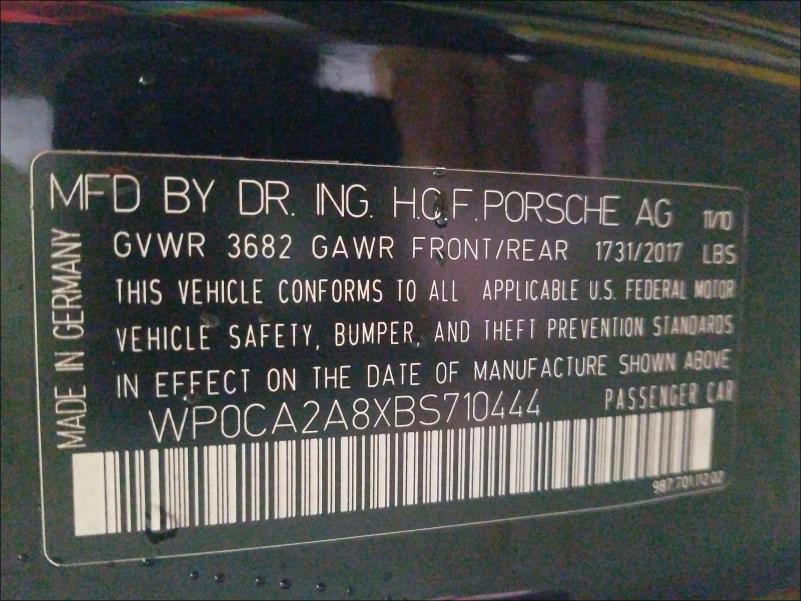 MFD BY DR. ING. H.C.F. PORSCHE AG 11/10
GVWR 3682 GAWR FRONT/REAR 1731/2017 LBS
THIS VEHICLE CONFORMS TO ALL APPLICABLE U.S. FEDERAL MOTOR
VEHICLE SAFETY, BUMPER, AND THEFT PREVENTION STANDARDS
IN EFFECT ON THE DATE OF MANUFACTURE SHOWN ABOVE
WP0CA2A8XBS710444 PASSENGER CAR
987.701.112.02
MADE IN GERMANY